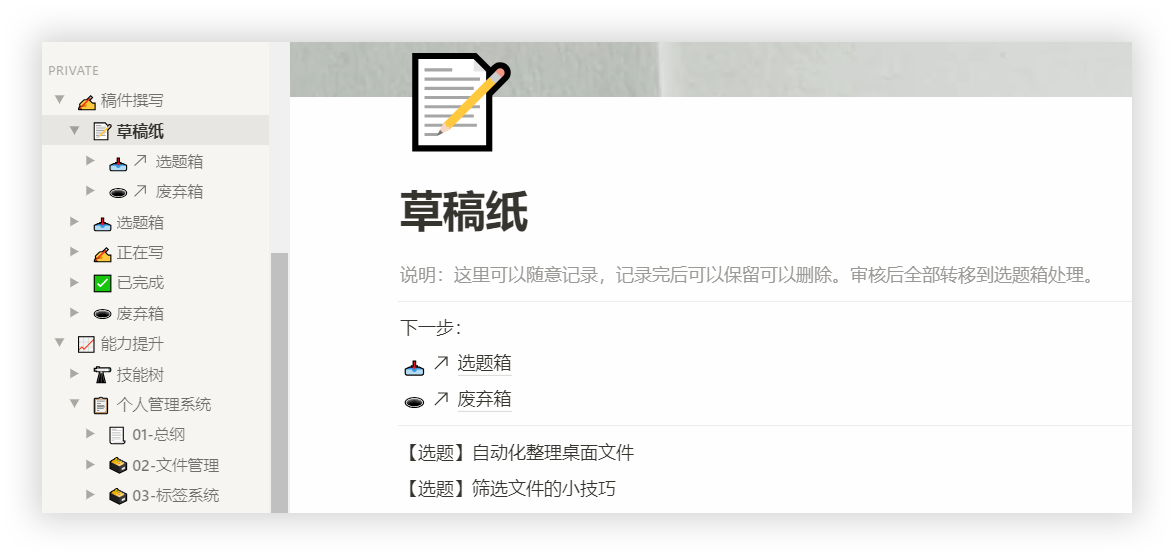 PRIVATE
稿件撰写
草稿纸
选题箱
废弃箱
选题箱
正在写
已完成
废弃箱
能力提升
技能树
个人管理系统
01-总纲
02-文件管理
03-标签系统
草稿纸
说明：这里可以随意记录，记录完后可以保留可以删除。审核后全部转移到选题箱处理。
下一步：
选题箱
废弃箱
【选题】自动化整理桌面文件
【选题】筛选文件的小技巧